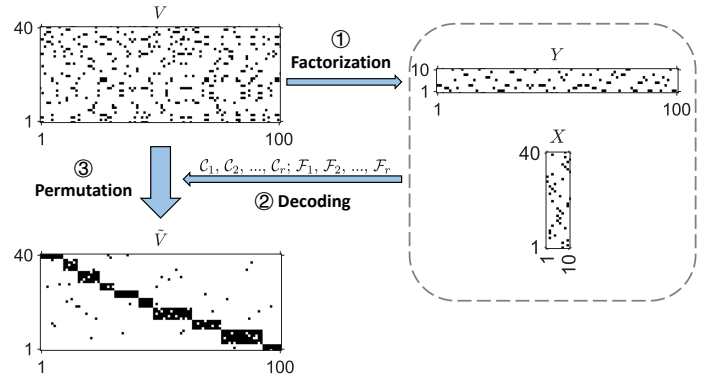 V
40
1
1 100
① Factorization
Y
10
1
1 100
X
40
1
1 10
③ Permutation
𝒞₁, 𝒞₂, ..., 𝒞ᵣ; ℱ₁, ℱ₂, ..., ℱᵣ
② Decoding
Ṽ
40
1
1 100